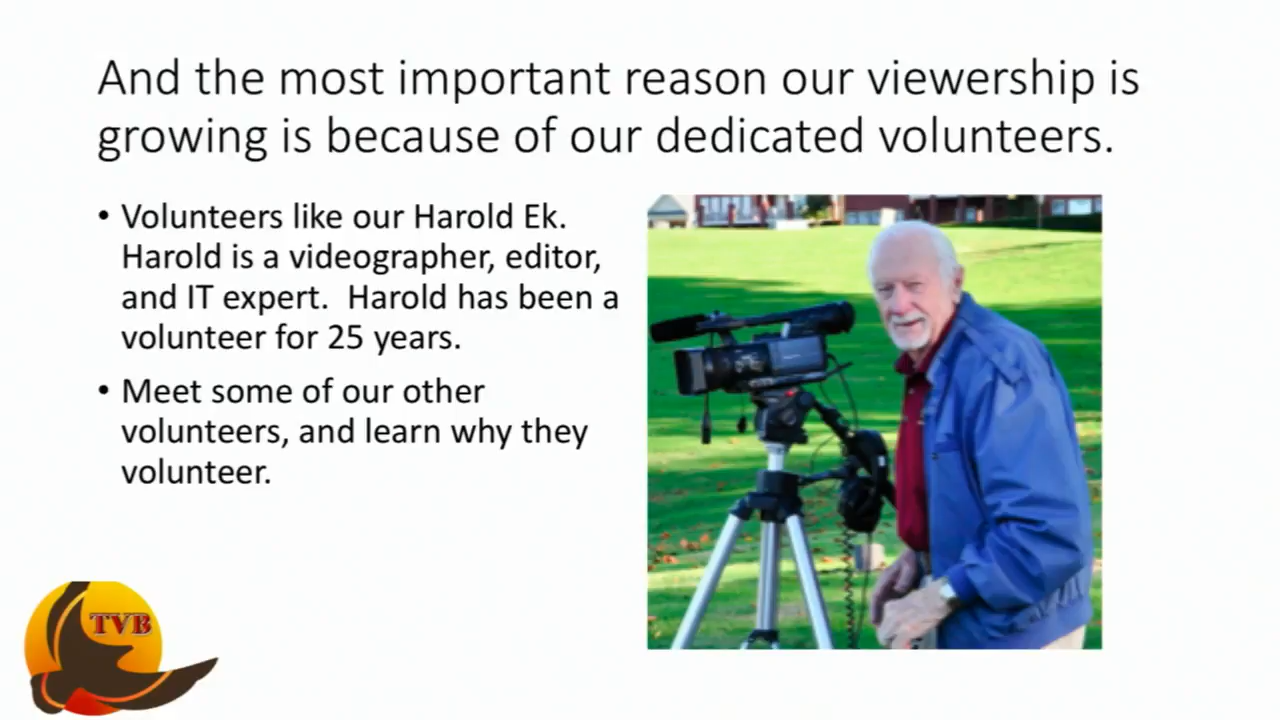 And the most important reason our viewership is
growing is because of our dedicated volunteers.
• Volunteers like our Harold Ek.
Harold is a videographer, editor,
and IT expert.  Harold has been a
volunteer for 25 years.
• Meet some of our other
volunteers, and learn why they
volunteer.
TVB